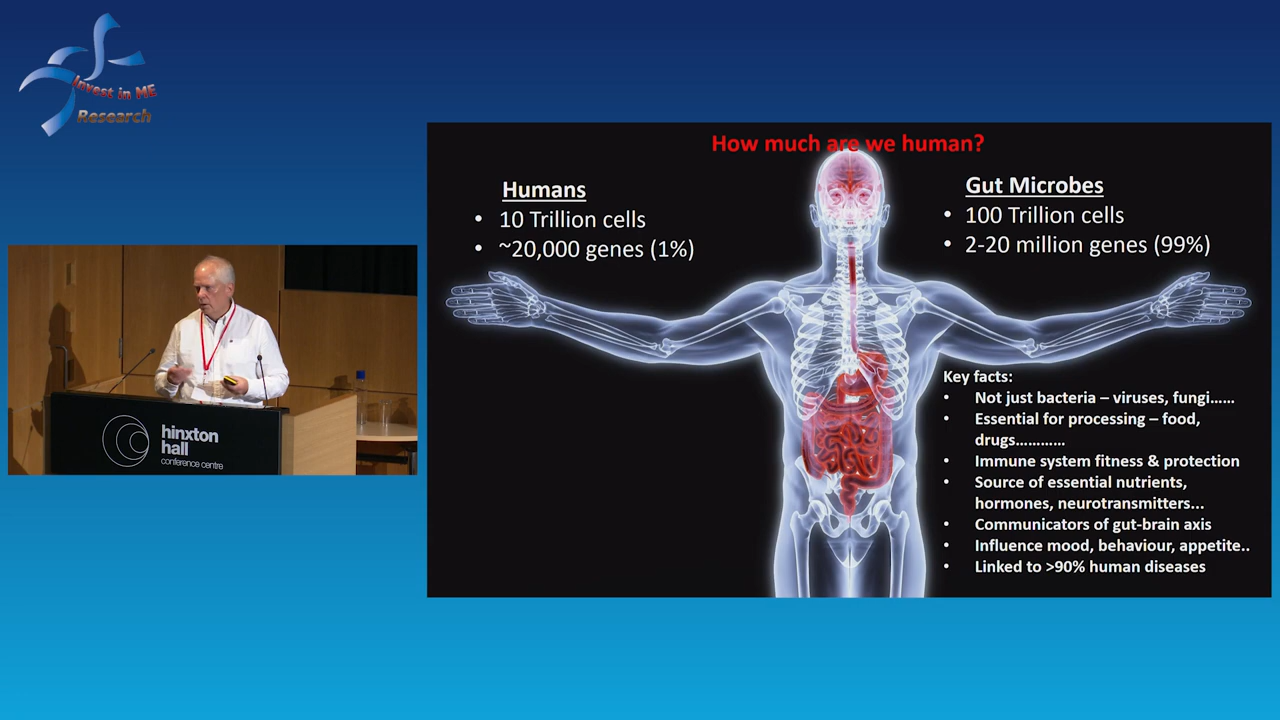 Invest in ME
Research
How much are we human?
Humans
• 10 Trillion cells
• ~20,000 genes (1%)
Gut Microbes
• 100 Trillion cells
• 2-20 million genes (99%)
Key facts:
• Not just bacteria – viruses, fungi......
• Essential for processing – food,
drugs............
• Immune system fitness & protection
• Source of essential nutrients,
hormones, neurotransmitters...
• Communicators of gut-brain axis
• Influence mood, behaviour, appetite..
• Linked to >90% human diseases
hinxton
hall
conference centre